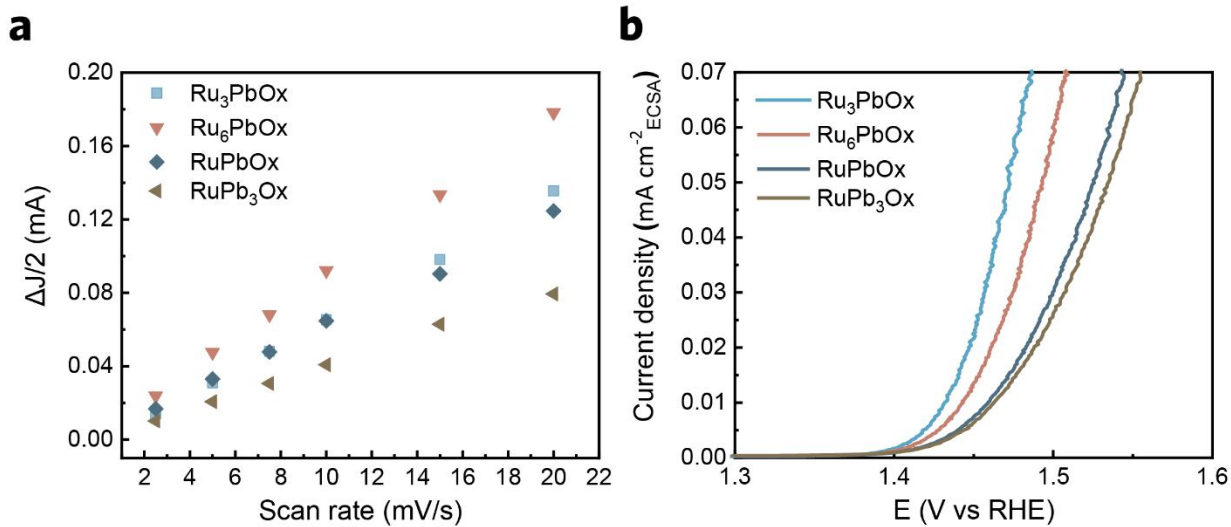 a
0.20
0.16
0.12
0.08
0.04
0.00
ΔJ/2 (mA)
Ru₃PbOx
Ru₆PbOx
RuPbOx
RuPb₃Ox
2 4 6 8 10 12 14 16 18 20 22
Scan rate (mV/s)
b
0.07
0.06
0.05
0.04
0.03
0.02
0.01
0.00
Current density (mA cm⁻²ECSA)
Ru₃PbOx
Ru₆PbOx
RuPbOx
RuPb₃Ox
1.3 1.4 1.5 1.6
E (V vs RHE)